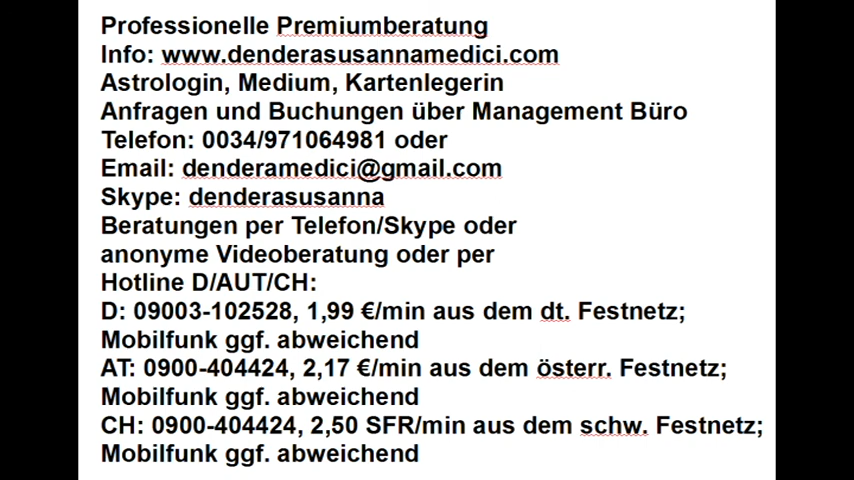 Professionelle Premiumberatung
Info: www.denderasusannamedici.com
Astrologin, Medium, Kartenlegerin
Anfragen und Buchungen über Management Büro
Telefon: 0034/971064981 oder
Email: denderamedici@gmail.com
Skype: denderasusanna
Beratungen per Telefon/Skype oder
anonyme Videoberatung oder per
Hotline D/AUT/CH:
D: 09003-102528, 1,99 €/min aus dem dt. Festnetz;
Mobilfunk ggf. abweichend
AT: 0900-404424, 2,17 €/min aus dem österr. Festnetz;
Mobilfunk ggf. abweichend
CH: 0900-404424, 2,50 SFR/min aus dem schw. Festnetz;
Mobilfunk ggf. abweichend